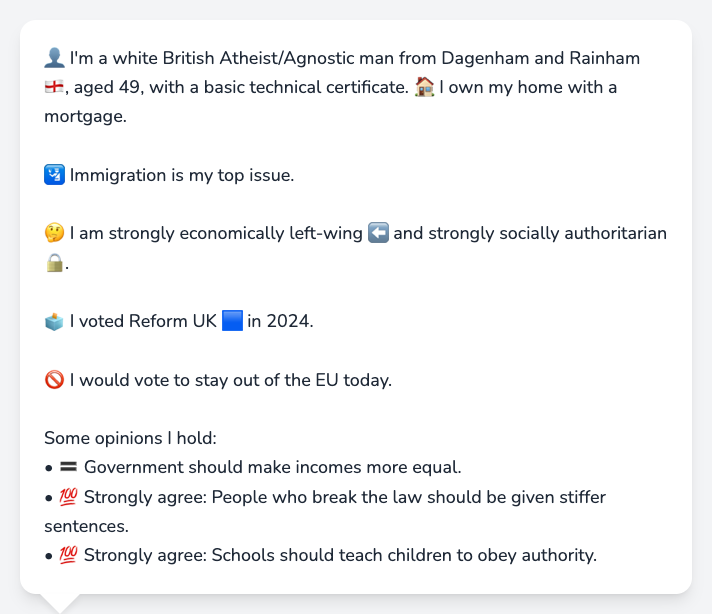 👤 I'm a white British Atheist/Agnostic man from Dagenham and Rainham
🏴󠁧󠁢󠁥󠁮󠁧󠁿, aged 49, with a basic technical certificate. 🏠 I own my home with a
mortgage.
🛂 Immigration is my top issue.
🤔 I am strongly economically left-wing ⬅️ and strongly socially authoritarian
🔒.
🗳️ I voted Reform UK 🟦 in 2024.
🚫 I would vote to stay out of the EU today.
Some opinions I hold:
• 🟰 Government should make incomes more equal.
• 💯 Strongly agree: People who break the law should be given stiffer
sentences.
• 💯 Strongly agree: Schools should teach children to obey authority.